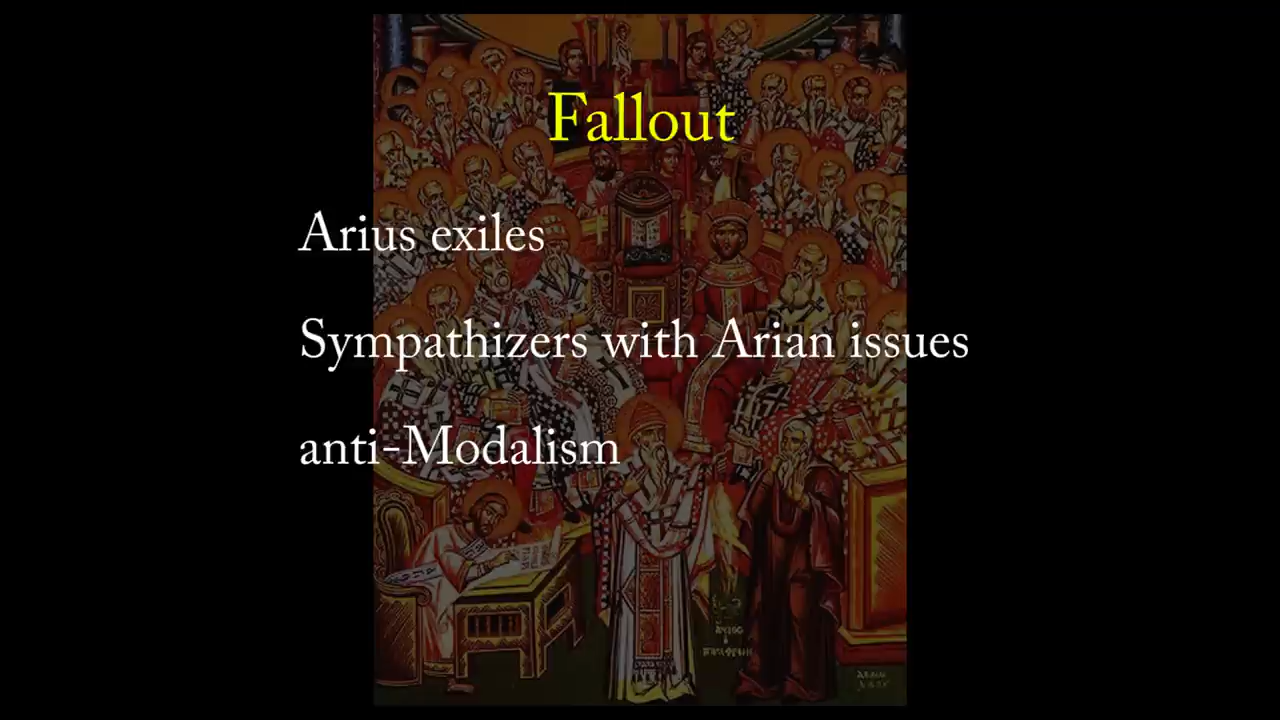 Fallout
Arius exiles
Sympathizers with Arian issues
anti-Modalism